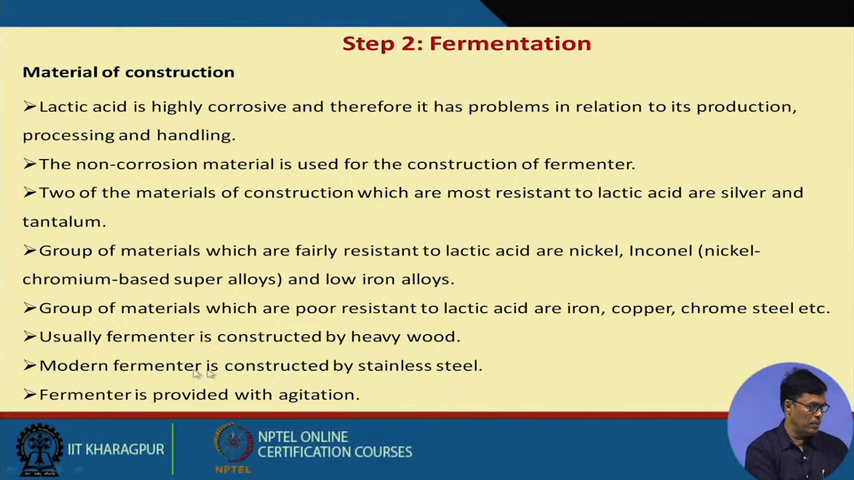 Step 2: Fermentation
Material of construction
➢Lactic acid is highly corrosive and therefore it has problems in relation to its production,
processing and handling.
➢The non-corrosion material is used for the construction of fermenter.
➢Two of the materials of construction which are most resistant to lactic acid are silver and
tantalum.
➢Group of materials which are fairly resistant to lactic acid are nickel, Inconel (nickel-
chromium-based super alloys) and low iron alloys.
➢Group of materials which are poor resistant to lactic acid are iron, copper, chrome steel etc.
➢Usually fermenter is constructed by heavy wood.
➢Modern fermenter is constructed by stainless steel.
➢Fermenter is provided with agitation.
IIT KHARAGPUR
NPTEL
NPTEL ONLINE
CERTIFICATION COURSES